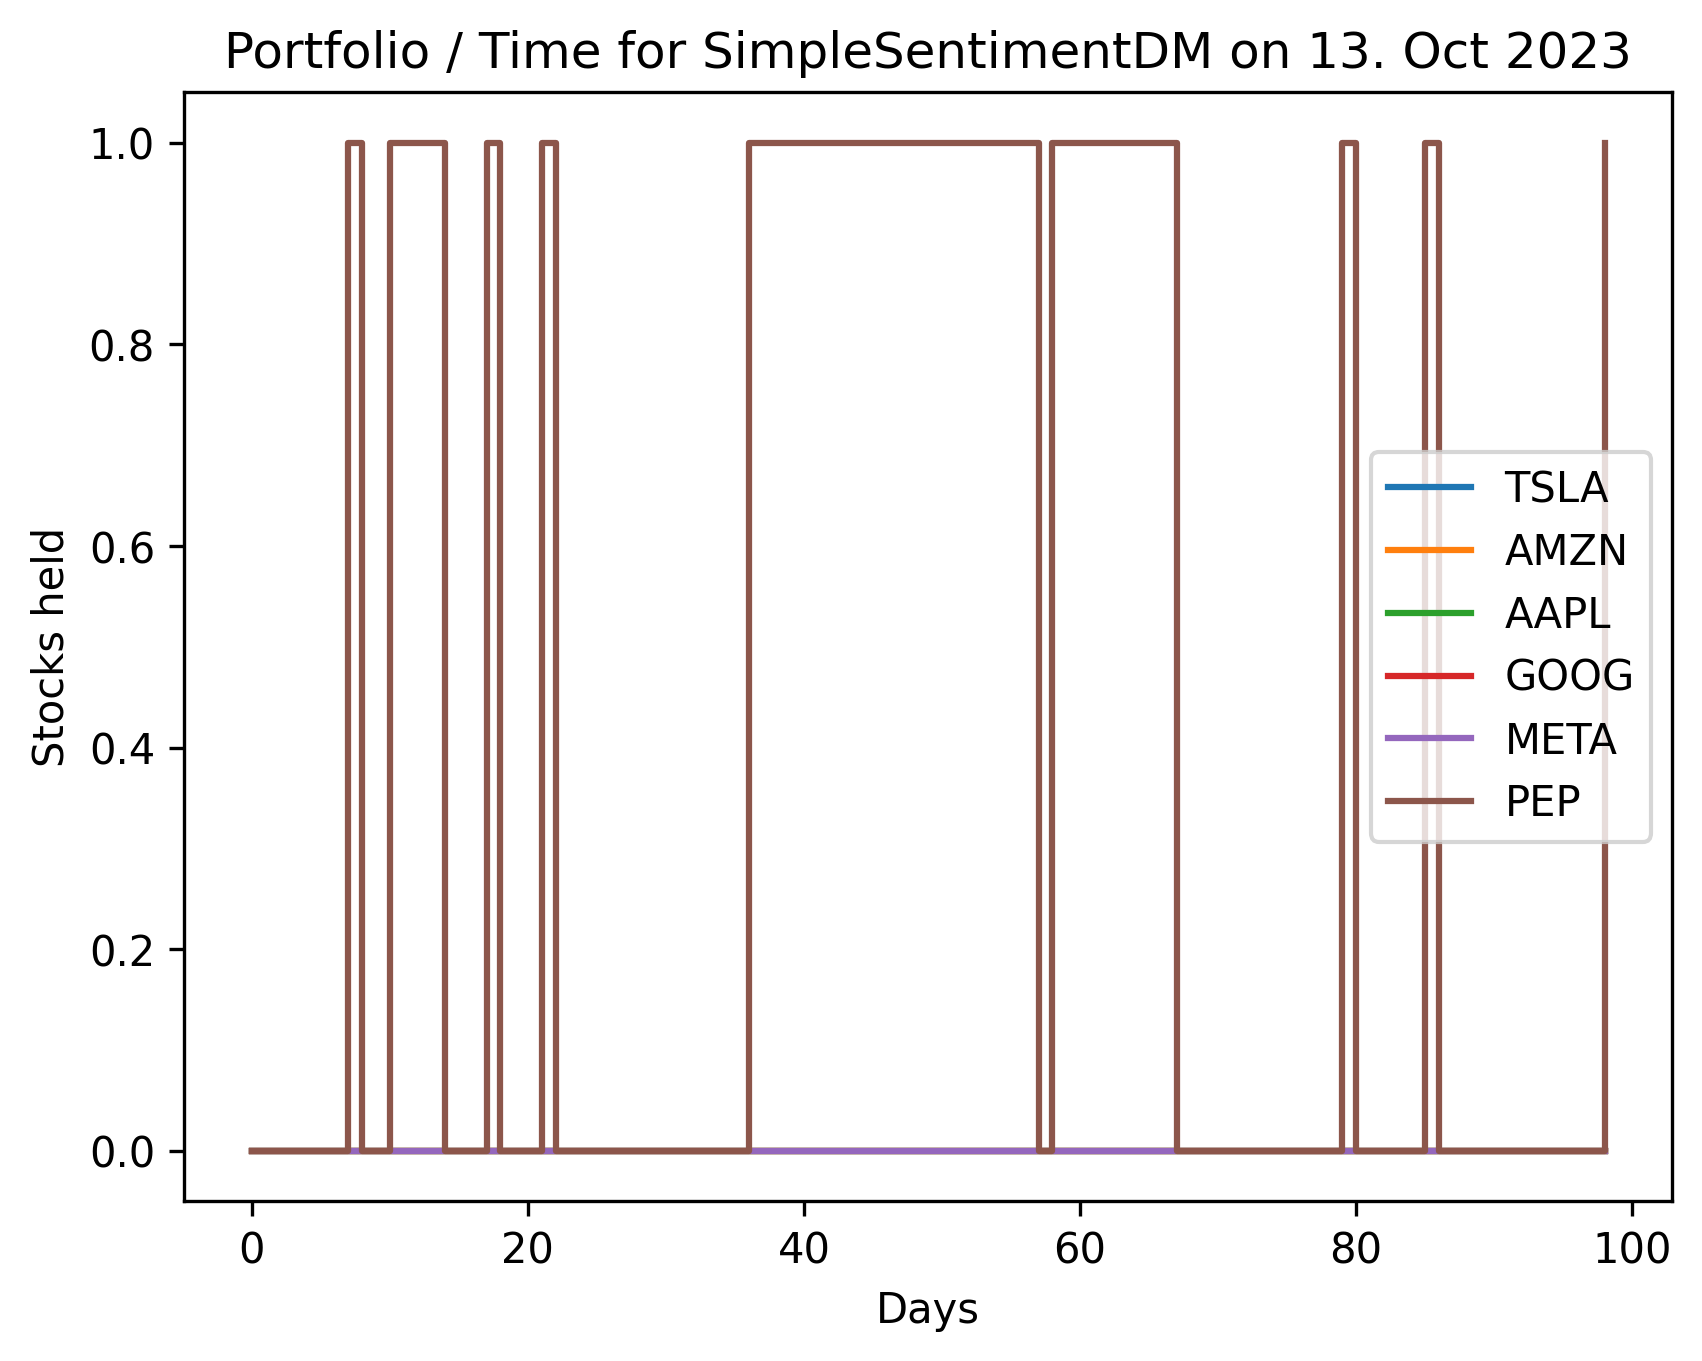 Portfolio / Time for SimpleSentimentDM on 13. Oct 2023
1.0
0.8
0.6
0.4
0.2
0.0
Stocks held
TSLA
AMZN
AAPL
GOOG
META
PEP
0 20 40 60 80 100
Days